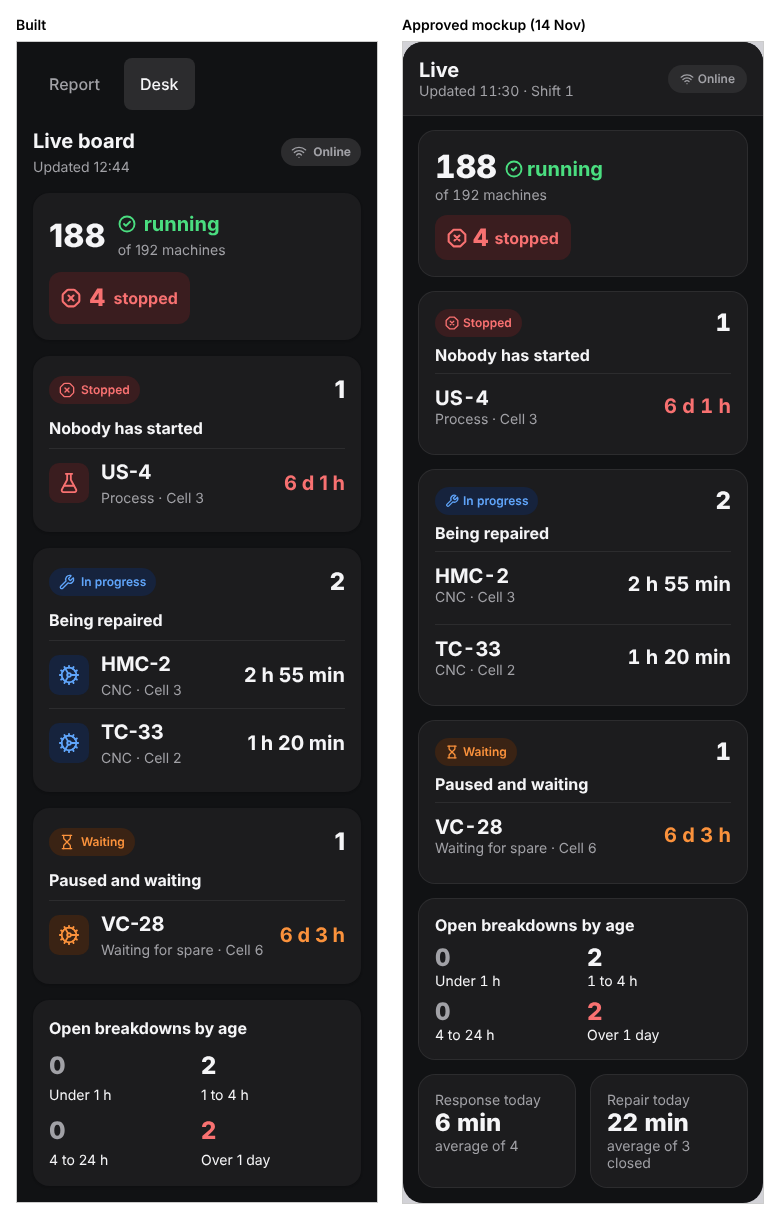 Built
Report
Desk
Live board
Updated 12:44
Online
188
running
of 192 machines
4 stopped
Stopped
1
Nobody has started
US-4
Process · Cell 3
6 d 1 h
In progress
2
Being repaired
HMC-2
CNC · Cell 3
2 h 55 min
TC-33
CNC · Cell 2
1 h 20 min
Waiting
1
Paused and waiting
VC-28
Waiting for spare · Cell 6
6 d 3 h
Open breakdowns by age
0
2
Under 1 h
1 to 4 h
0
2
4 to 24 h
Over 1 day
Approved mockup (14 Nov)
Live
Updated 11:30 · Shift 1
Online
188 running
of 192 machines
4 stopped
Stopped
1
Nobody has started
US-4
Process · Cell 3
6 d 1 h
In progress
2
Being repaired
HMC-2
CNC · Cell 3
2 h 55 min
TC-33
CNC · Cell 2
1 h 20 min
Waiting
1
Paused and waiting
VC-28
Waiting for spare · Cell 6
6 d 3 h
Open breakdowns by age
0
2
Under 1 h
1 to 4 h
0
2
4 to 24 h
Over 1 day
Response today
6 min
average of 4
Repair today
22 min
average of 3
closed